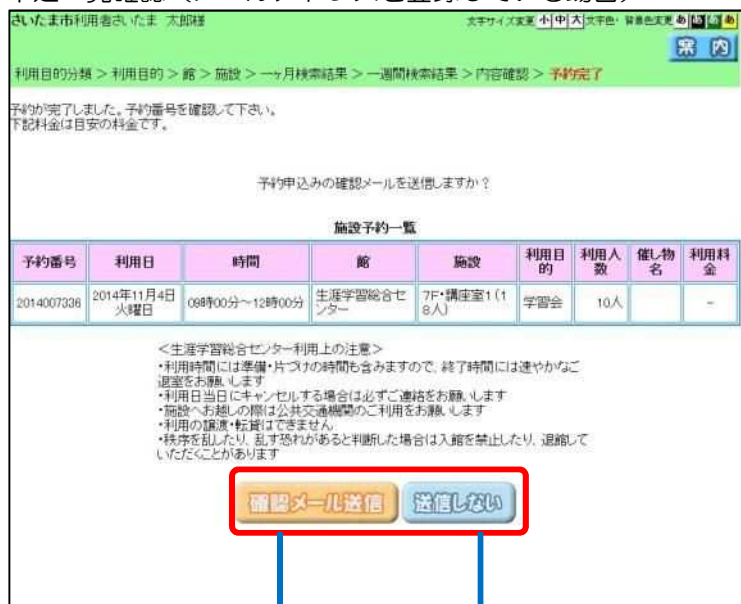 さいたま市利用者さいたま 太郎様
文字サイズ変更 小 中 大 文字色・背景色変更 あ あ あ あ
案 内
利用目的分類 > 利用目的 > 館 > 施設 > 一ヶ月検索結果 > 一週間検索結果 > 内容確認 > 予約完了
予約が完了しました。予約番号を確認して下さい。
下記料金は目安の料金です。
予約申込みの確認メールを送信しますか？
施設予約一覧
予約番号 利用日 時間 館 施設 利用目的 利用人数 催し物名 利用料金
2014007336 2014年11月4日火曜日 09時00分～12時00分 生涯学習総合センター 7F・講座室1(18人) 学習会 10人 -
＜生涯学習総合センター利用上の注意＞
・利用時間には準備・片づけの時間も含みますので、終了時間には速やかなご
退室をお願いします
・利用日当日にキャンセルする場合は必ずご連絡をお願いします
・施設へお越しの際は公共交通機関のご利用をお願いします
・利用の譲渡・転貸はできません
・秩序を乱したり、乱す恐れがあると判断した場合は入館を禁止したり、退館して
いただくことがあります
確認メール送信 送信しない